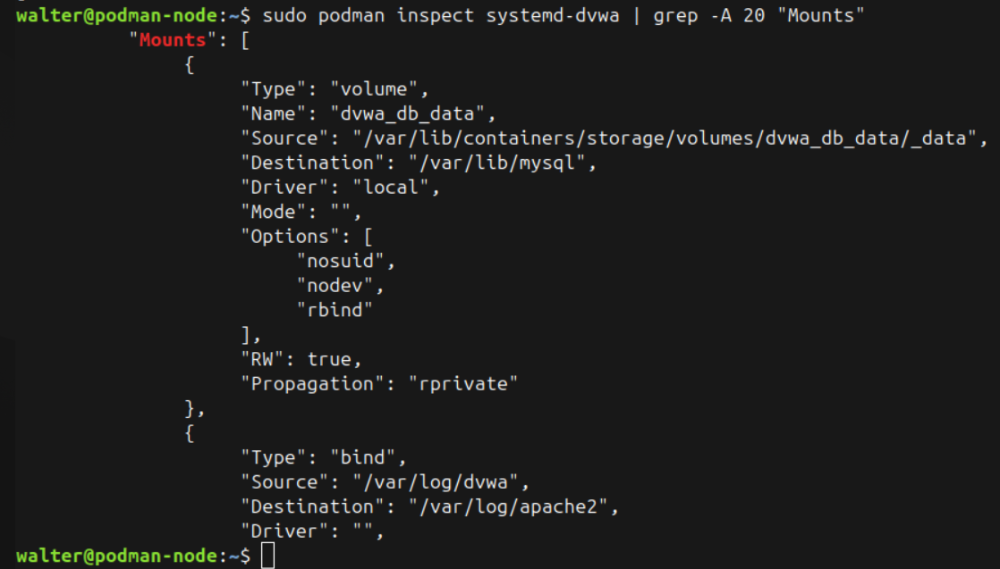 walter@podman-node:~$ sudo podman inspect systemd-dvwa | grep -A 20 "Mounts"
"Mounts": [
{
"Type": "volume",
"Name": "dvwa_db_data",
"Source": "/var/lib/containers/storage/volumes/dvwa_db_data/_data",
"Destination": "/var/lib/mysql",
"Driver": "local",
"Mode": "",
"Options": [
"nosuid",
"nodev",
"rbind"
],
"RW": true,
"Propagation": "rprivate"
},
{
"Type": "bind",
"Source": "/var/log/dvwa",
"Destination": "/var/log/apache2",
"Driver": "",
walter@podman-node:~$